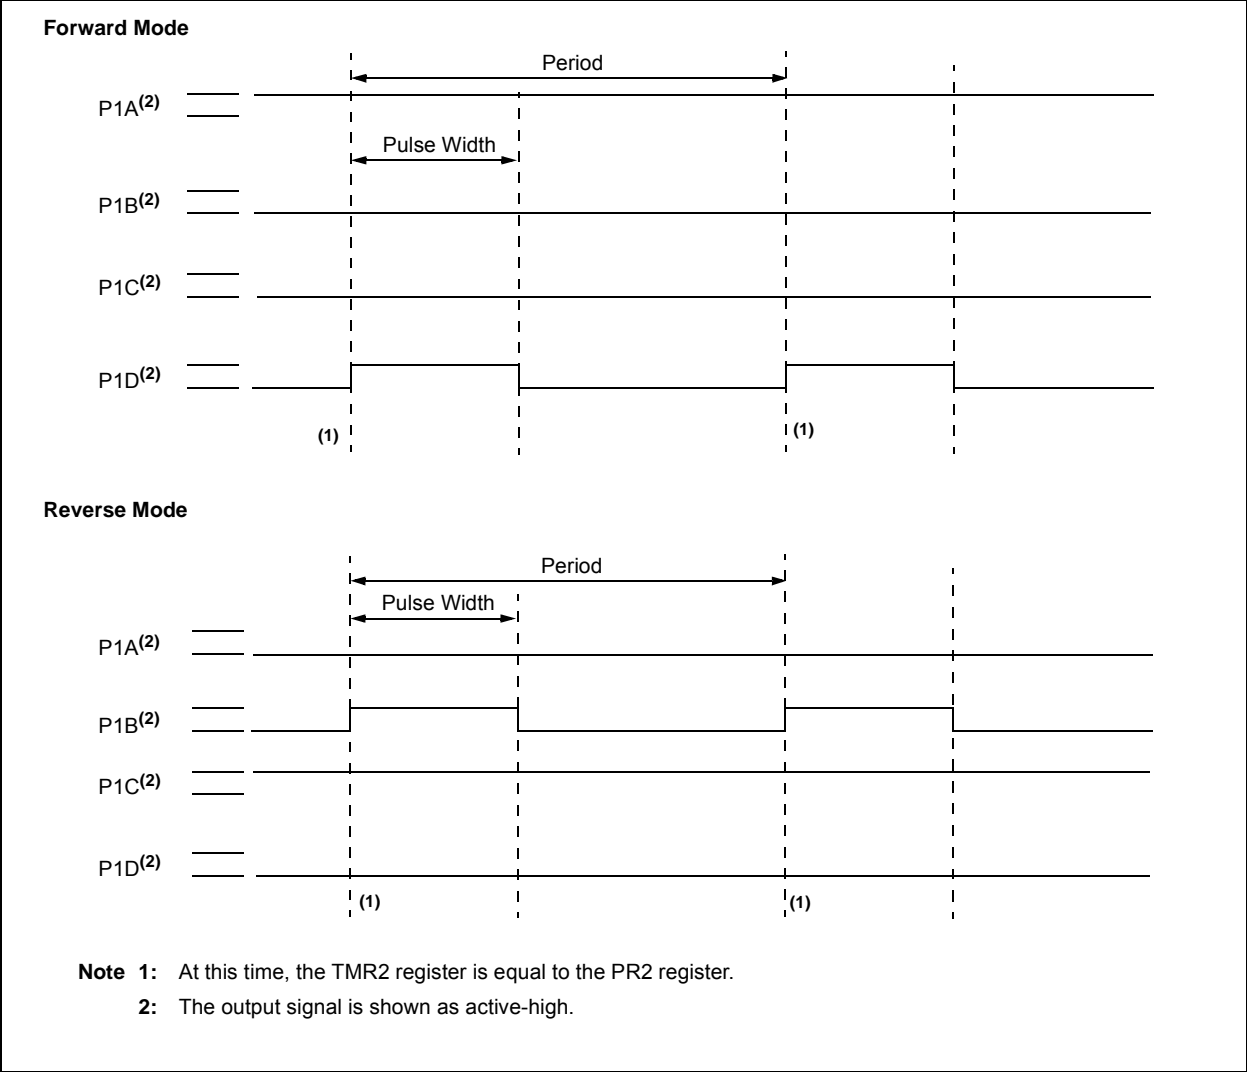 Forward Mode
Period
P1A(2)
Pulse Width
P1B(2)
P1C(2)
P1D(2)
(1) (1)
Reverse Mode
Period
Pulse Width
P1A(2)
P1B(2)
P1C(2)
P1D(2)
(1) (1)
Note 1: At this time, the TMR2 register is equal to the PR2 register.
2: The output signal is shown as active-high.